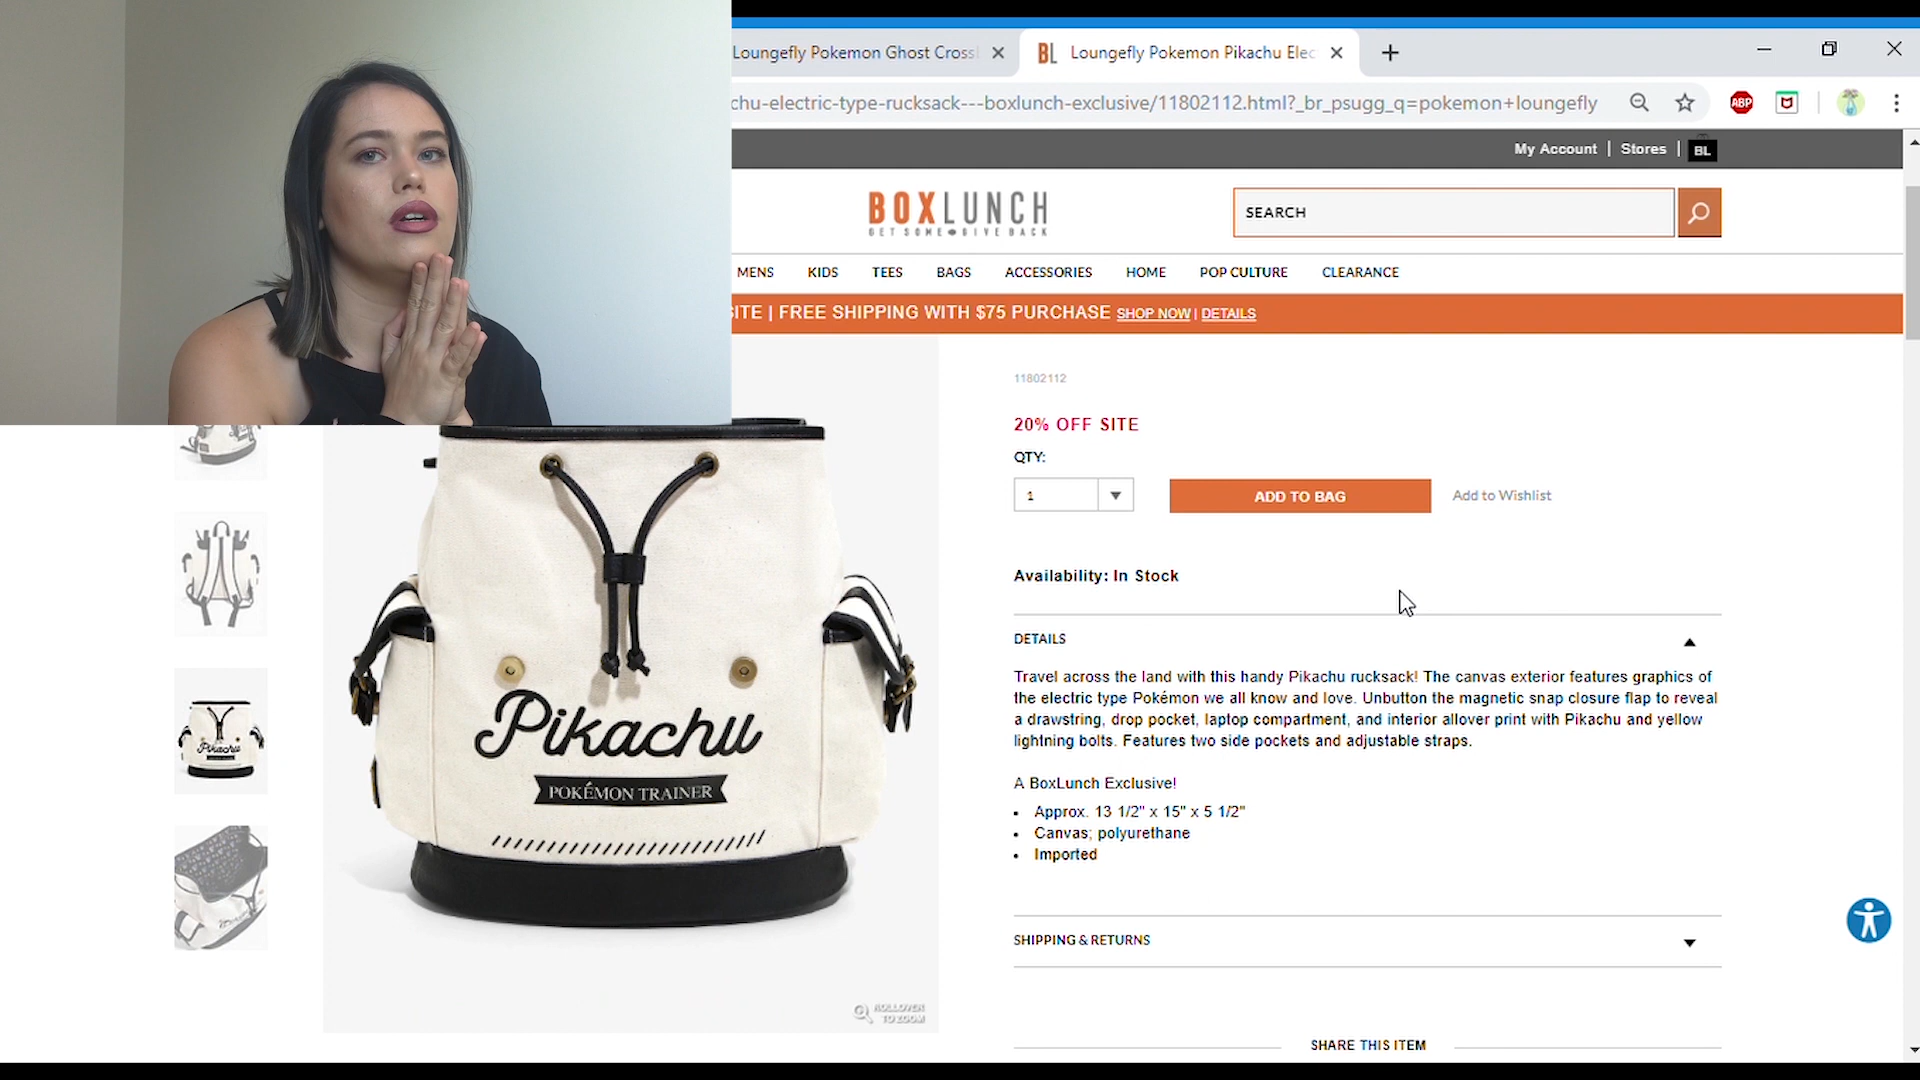 Loungefly Pokemon Ghost Cross
BL Loungefly Pokemon Pikachu Elec
chu-electric-type-rucksack---boxlunch-exclusive/11802112.html?_br_psugg_q=pokemon+loungefly
ABP
My Account | Stores | BL
BOXLUNCH
GET SOME GIVE BACK
SEARCH
MENS KIDS TEES BAGS ACCESSORIES HOME POP CULTURE CLEARANCE
SITE | FREE SHIPPING WITH $75 PURCHASE SHOP NOW | DETAILS
11802112
20% OFF SITE
QTY:
1
ADD TO BAG
Add to Wishlist
Availability: In Stock
DETAILS
Travel across the land with this handy Pikachu rucksack! The canvas exterior features graphics of
the electric type Pokémon we all know and love. Unbutton the magnetic snap closure flap to reveal
a drawstring, drop pocket, laptop compartment, and interior allover print with Pikachu and yellow
lightning bolts. Features two side pockets and adjustable straps.
A BoxLunch Exclusive!
• Approx. 13 1/2" x 15" x 5 1/2"
• Canvas; polyurethane
• Imported
SHIPPING & RETURNS
SHARE THIS ITEM
Pikachu
POKÉMON TRAINER
ROLLOVER
TO ZOOM
Pikachu